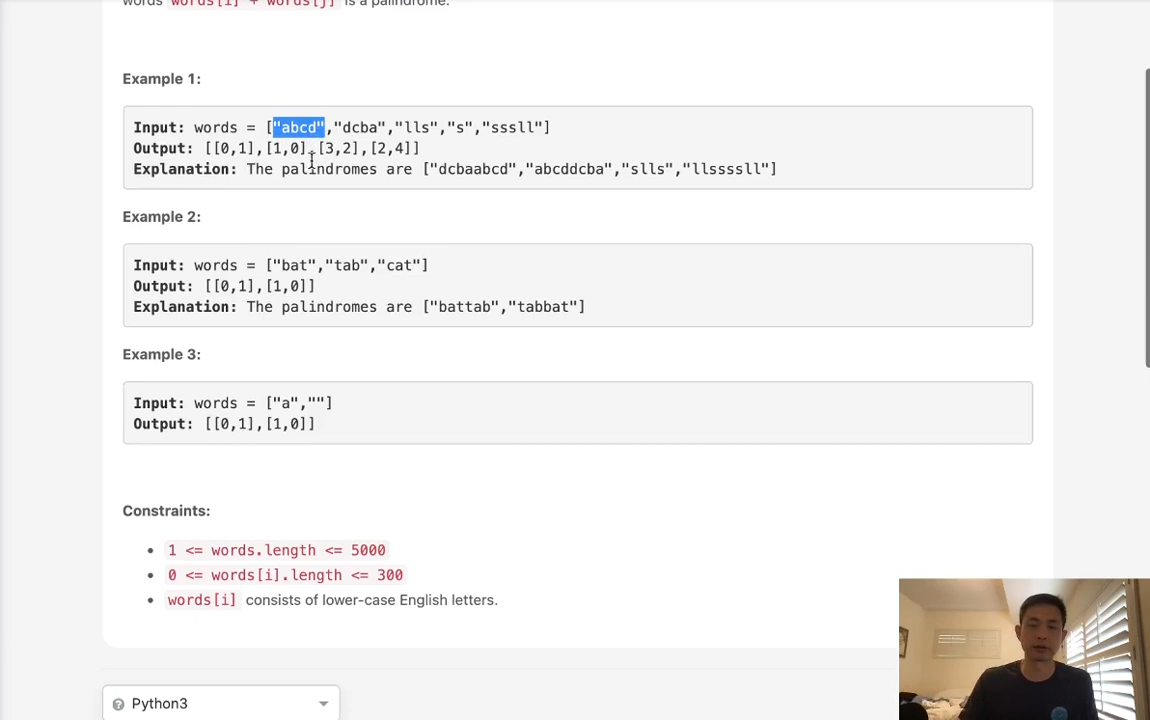 words words[i] + words[j] is a palindrome.
Example 1:
Input: words = ["abcd","dcba","lls","s","sssll"]
Output: [[0,1],[1,0],[3,2],[2,4]]
Explanation: The palindromes are ["dcbaabcd","abcddcba","slls","llssssll"]
Example 2:
Input: words = ["bat","tab","cat"]
Output: [[0,1],[1,0]]
Explanation: The palindromes are ["battab","tabbat"]
Example 3:
Input: words = ["a",""]
Output: [[0,1],[1,0]]
Constraints:
1 <= words.length <= 5000
0 <= words[i].length <= 300
words[i] consists of lower-case English letters.
Python3